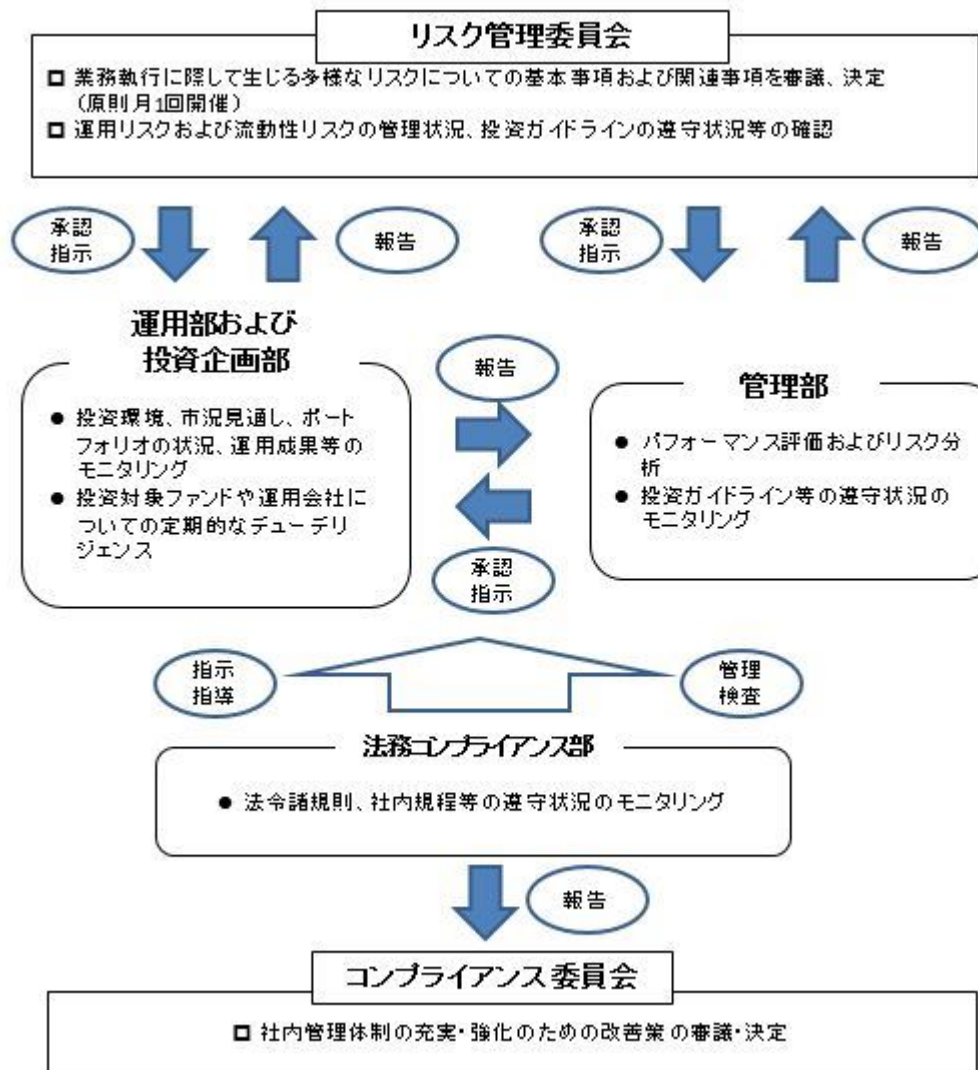 リスク管理委員会
□ 業務執行に際して生じる多様なリスクについての基本事項および関連事項を審議、決定
（原則月1回開催）
□ 運用リスクおよび流動性リスクの管理状況、投資ガイドラインの遵守状況等の確認
承認
指示
報告
承認
指示
報告
運用部および
投資企画部
● 投資環境、市況見通し、ポート
フォリオの状況、運用成果等の
モニタリング
● 投資対象ファンドや運用会社に
ついての定期的なデューデリ
ジェンス
報告
承認
指示
管理部
● パフォーマンス評価およびリスク分
析
● 投資ガイドライン等の遵守状況の
モニタリング
指示
指導
管理
検査
法務コンプライアンス部
● 法令諸規則、社内規程等の遵守状況のモニタリング
報告
コンプライアンス委員会
□ 社内管理体制の充実・強化のための改善策の審議・決定